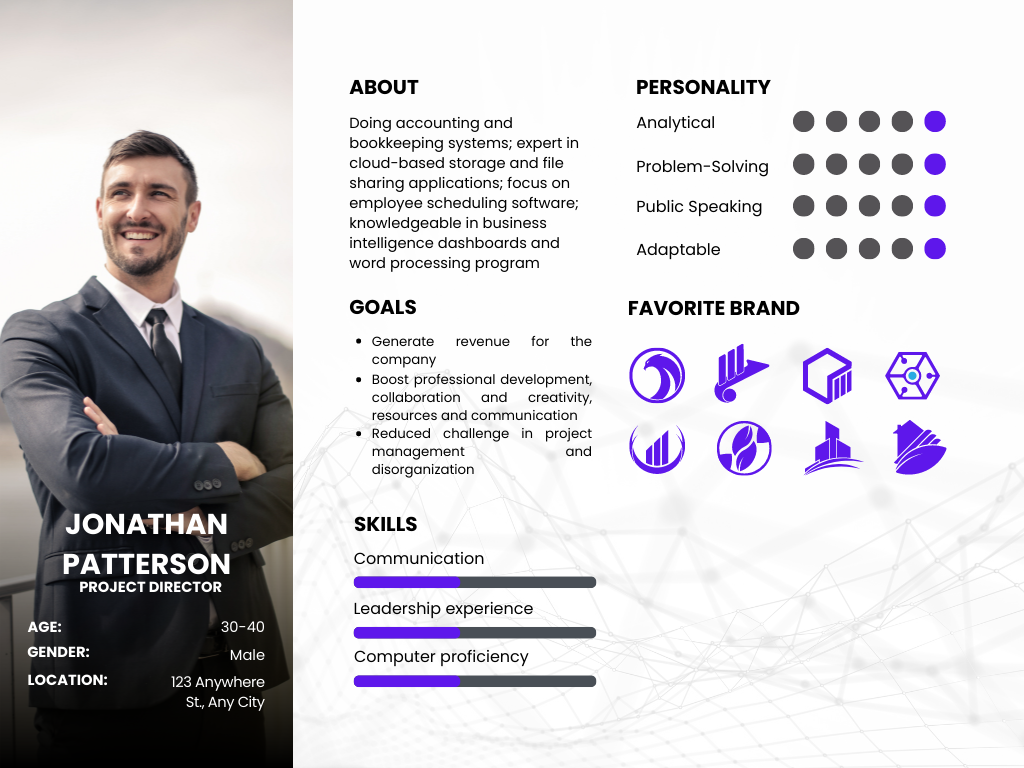 JONATHAN
PATTERSON
PROJECT DIRECTOR
AGE: 30-40
GENDER: Male
LOCATION: 123 Anywhere
St., Any City
ABOUT
Doing accounting and
bookkeeping systems; expert in
cloud-based storage and file
sharing applications; focus on
employee scheduling software;
knowledgeable in business
intelligence dashboards and
word processing program
GOALS
• Generate revenue for the
company
• Boost professional development,
collaboration and creativity,
resources and communication
• Reduced challenge in project
management and
disorganization
SKILLS
Communication
Leadership experience
Computer proficiency
PERSONALITY
Analytical
Problem-Solving
Public Speaking
Adaptable
FAVORITE BRAND